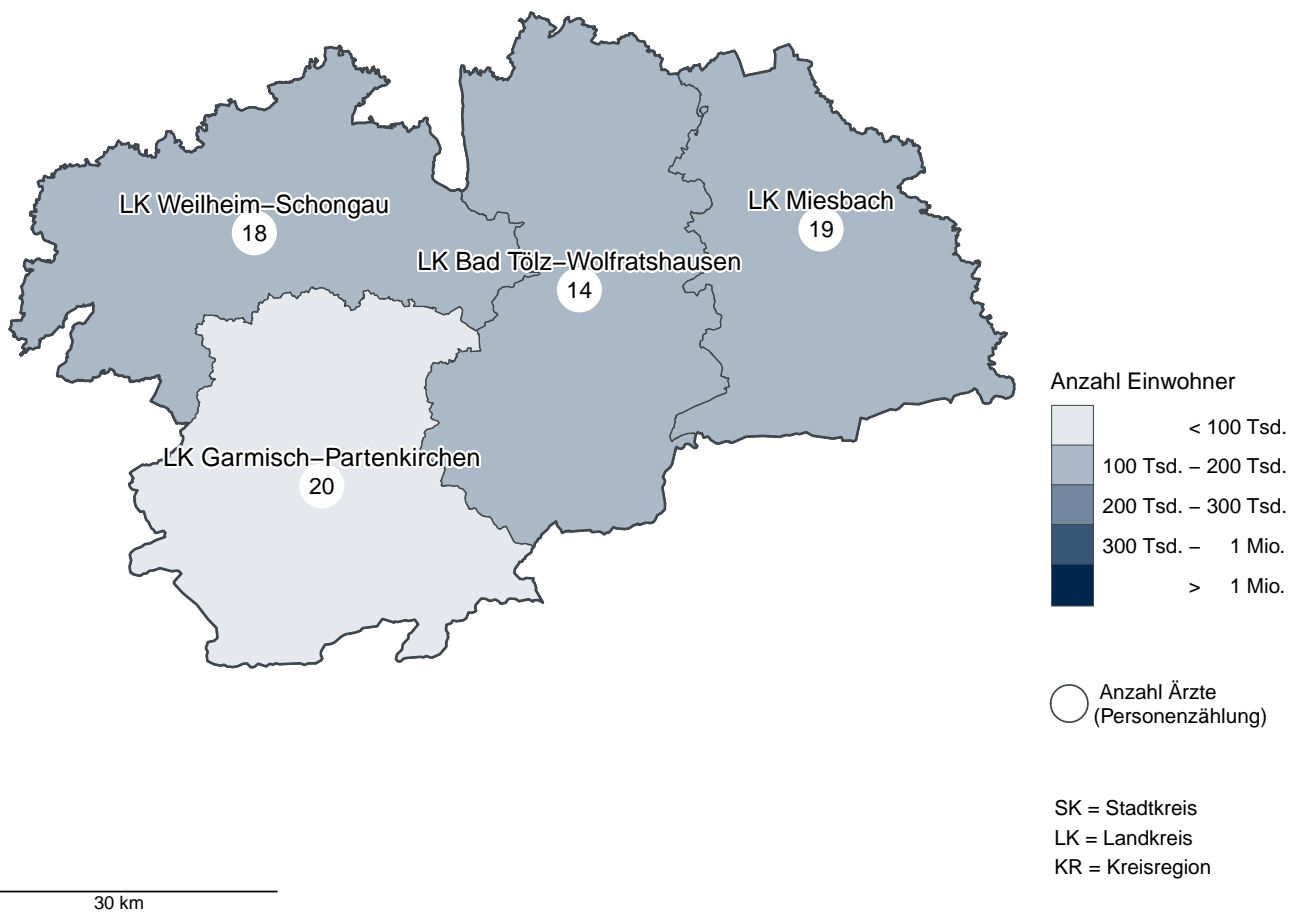 LK Weilheim–Schongau
18
LK Miesbach
19
LK Bad Tölz–Wolfratshausen
14
LK Garmisch–Partenkirchen
20
Anzahl Einwohner
< 100 Tsd.
100 Tsd. – 200 Tsd.
200 Tsd. – 300 Tsd.
300 Tsd. – 1 Mio.
> 1 Mio.
Anzahl Ärzte
(Personenzählung)
SK = Stadtkreis
LK = Landkreis
KR = Kreisregion
30 km